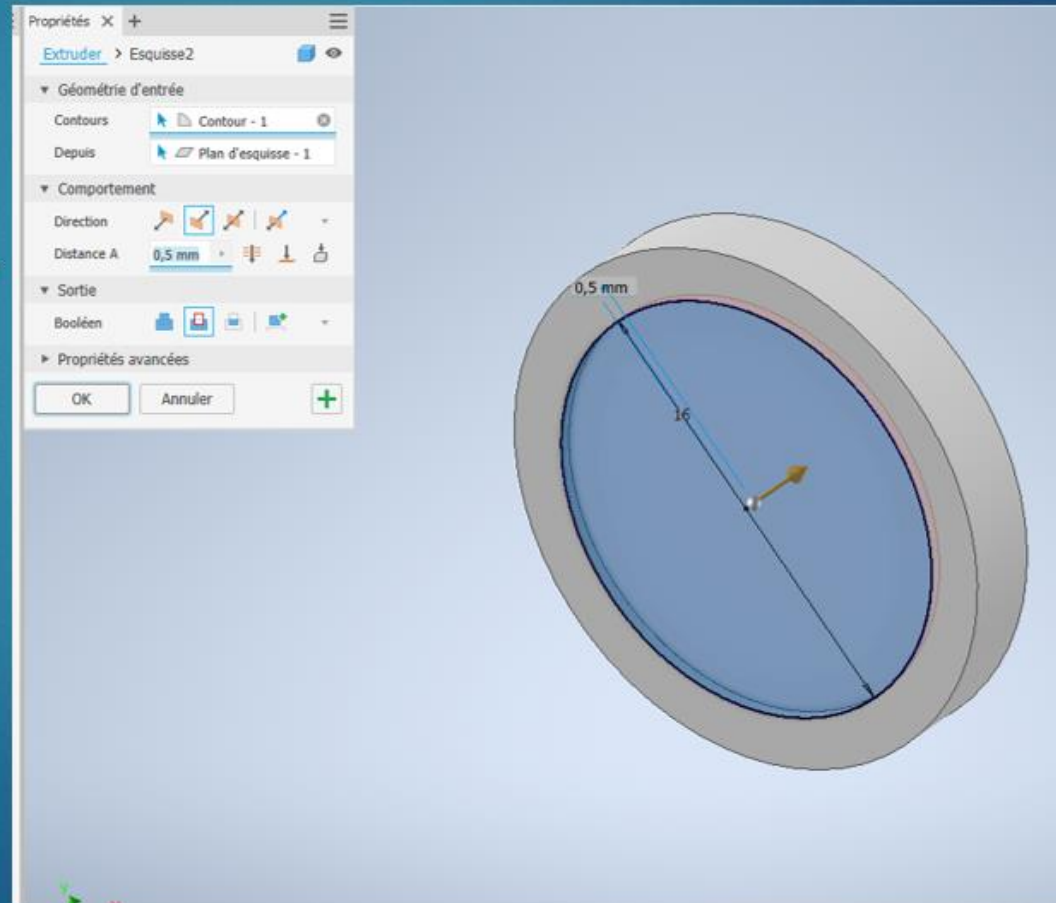 Propriétés × +
Extruder > Esquisse2
Géométrie d'entrée
Contours Contour - 1
Depuis Plan d'esquisse - 1
Comportement
Direction
Distance A 0,5 mm
Sortie
Booléen
Propriétés avancées
OK Annuler +
0,5 mm
16
Y